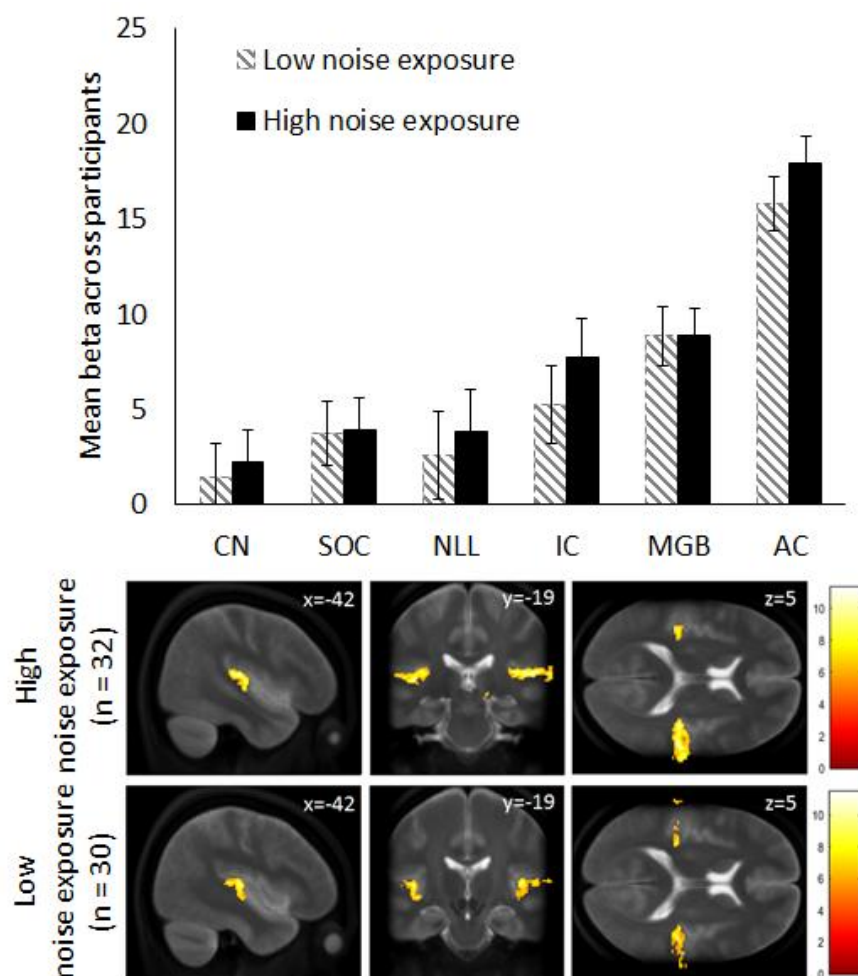 25
20
15
10
5
0
Mean beta across participants
Low noise exposure
High noise exposure
CN SOC NLL IC MGB AC
High
noise exposure
(n = 32)
x=-42
y=-19
z=5
10
8
6
4
2
0
Low
noise exposure
(n = 30)
x=-42
y=-19
z=5
10
8
6
4
2
0